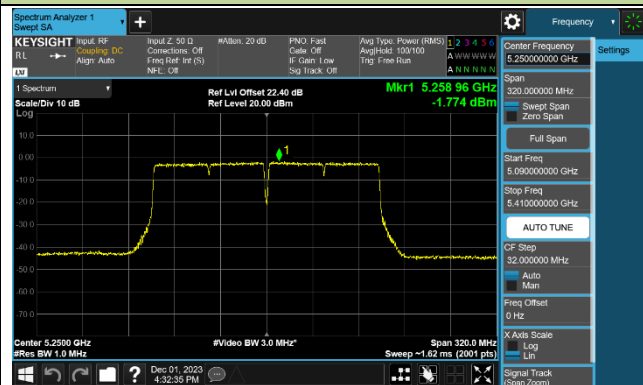 Spectrum Analyzer 1
Swept SA
+
Frequency
KEYSIGHT
RL
LXI
Input: RF
Coupling: DC
Align: Auto
Input Z: 50 Ω
Corrections: Off
Freq Ref: Int (S)
NFE: Off
#Atten: 20 dB
PNO: Fast
Gate: Off
IF Gain: Low
Sig Track: Off
Avg Type: Power (RMS)
Avg|Hold: 100/100
Trig: Free Run
1 2 3 4 5 6
A W W W W W
A N N N N N
1 Spectrum
Scale/Div 10 dB
Log
Ref Lvl Offset 22.40 dB
Ref Level 20.00 dBm
Mkr1 5.258 96 GHz
-1.774 dBm
10.0
0.00
-10.0
-20.0
-30.0
-40.0
-50.0
-60.0
-70.0
1
Center 5.2500 GHz
#Res BW 1.0 MHz
#Video BW 3.0 MHz*
Span 320.0 MHz
Sweep ~1.62 ms (2001 pts)
Dec 01, 2023
4:32:35 PM
Center Frequency
5.250000000 GHz
Settings
Span
320.000000 MHz
Swept Span
Zero Span
Full Span
Start Freq
5.090000000 GHz
Stop Freq
5.410000000 GHz
AUTO TUNE
CF Step
32.000000 MHz
Auto
Man
Freq Offset
0 Hz
X Axis Scale
Log
Lin
Signal Track
(Span Zoom)